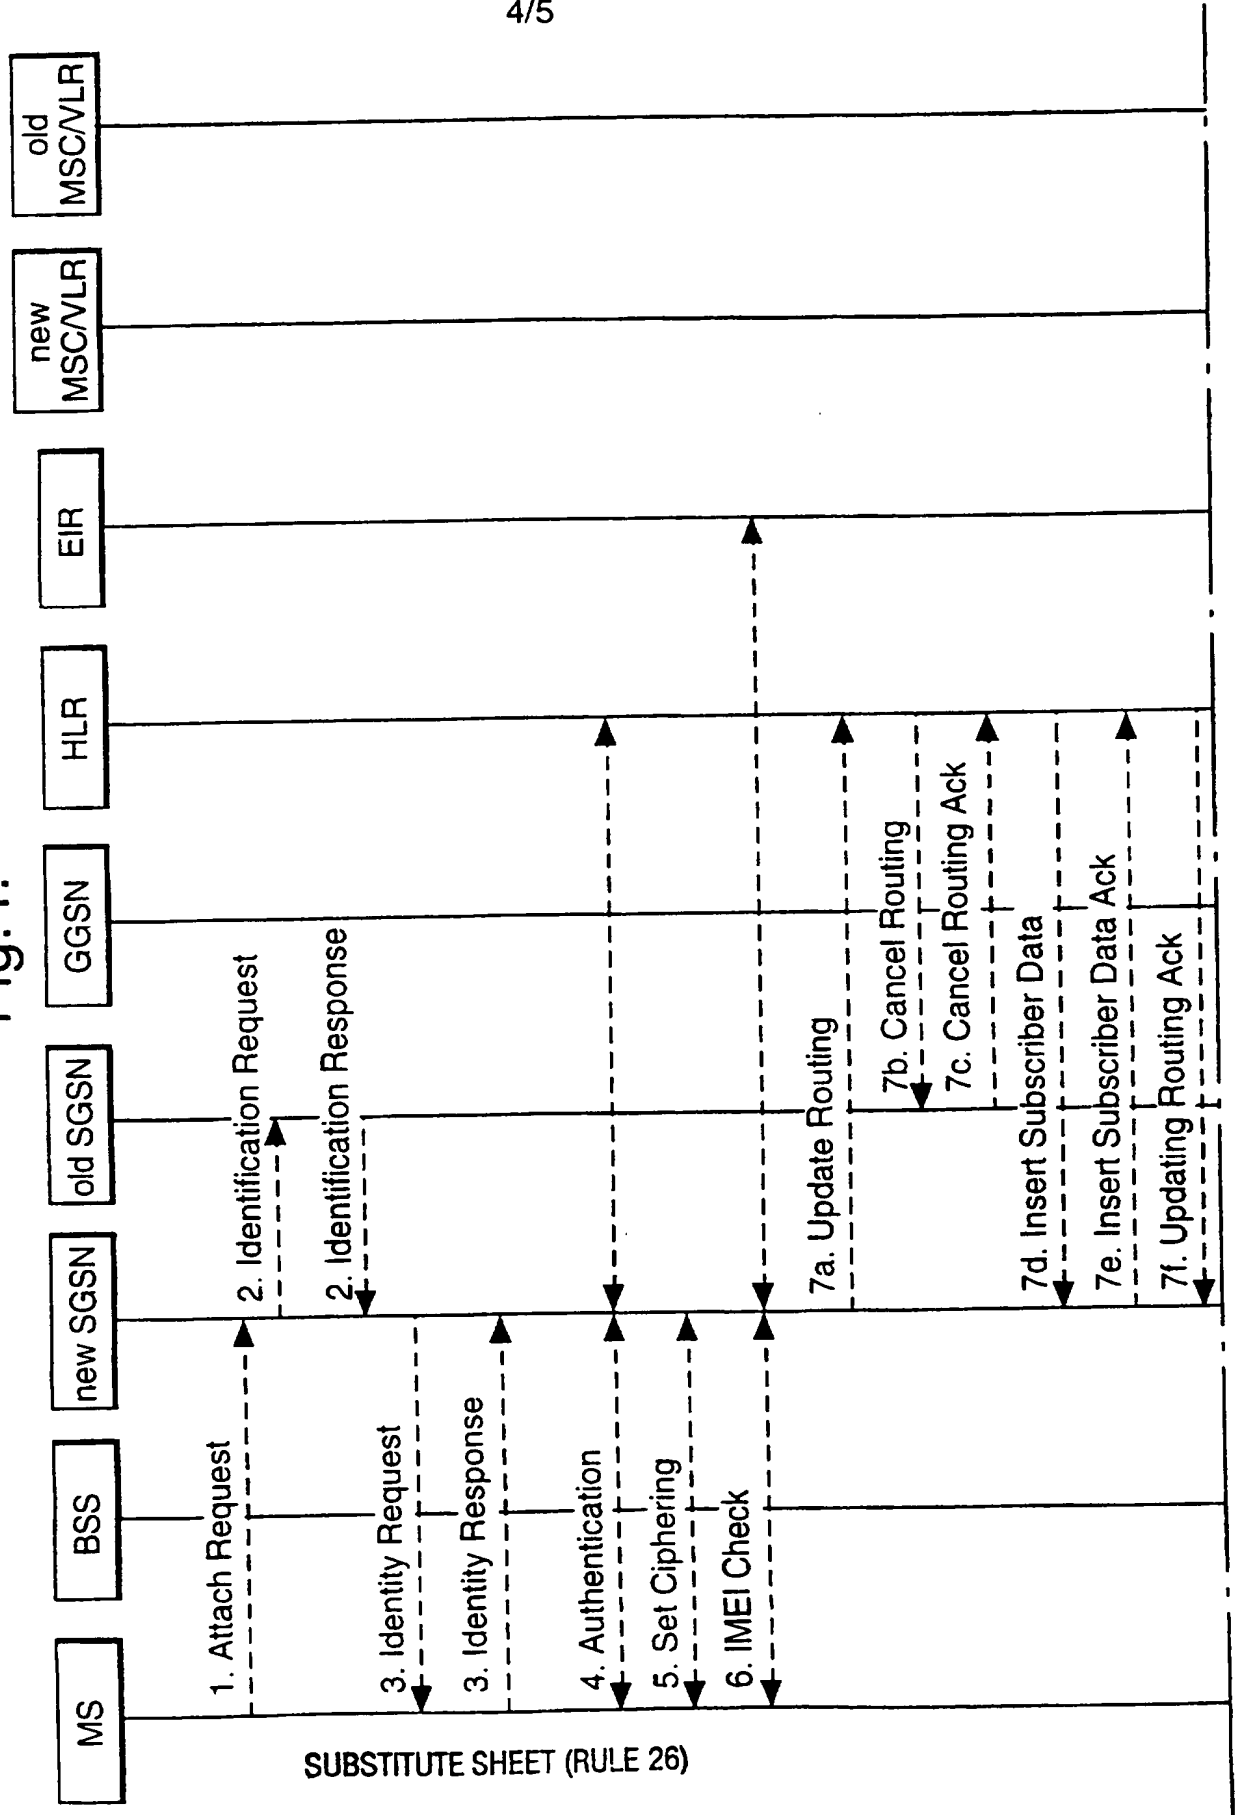 4/5
MS
BSS
new SGSN
old SGSN
GGSN
HLR
EIR
new
MSC/VLR
old
MSC/VLR
1. Attach Request
2. Identification Request
2. Identification Response
3. Identity Request
3. Identity Response
4. Authentication
5. Set Ciphering
6. IMEI Check
7a. Update Routing
7b. Cancel Routing
7c. Cancel Routing Ack
7d. Insert Subscriber Data
7e. Insert Subscriber Data Ack
7f. Updating Routing Ack
SUBSTITUTE SHEET (RULE 26)